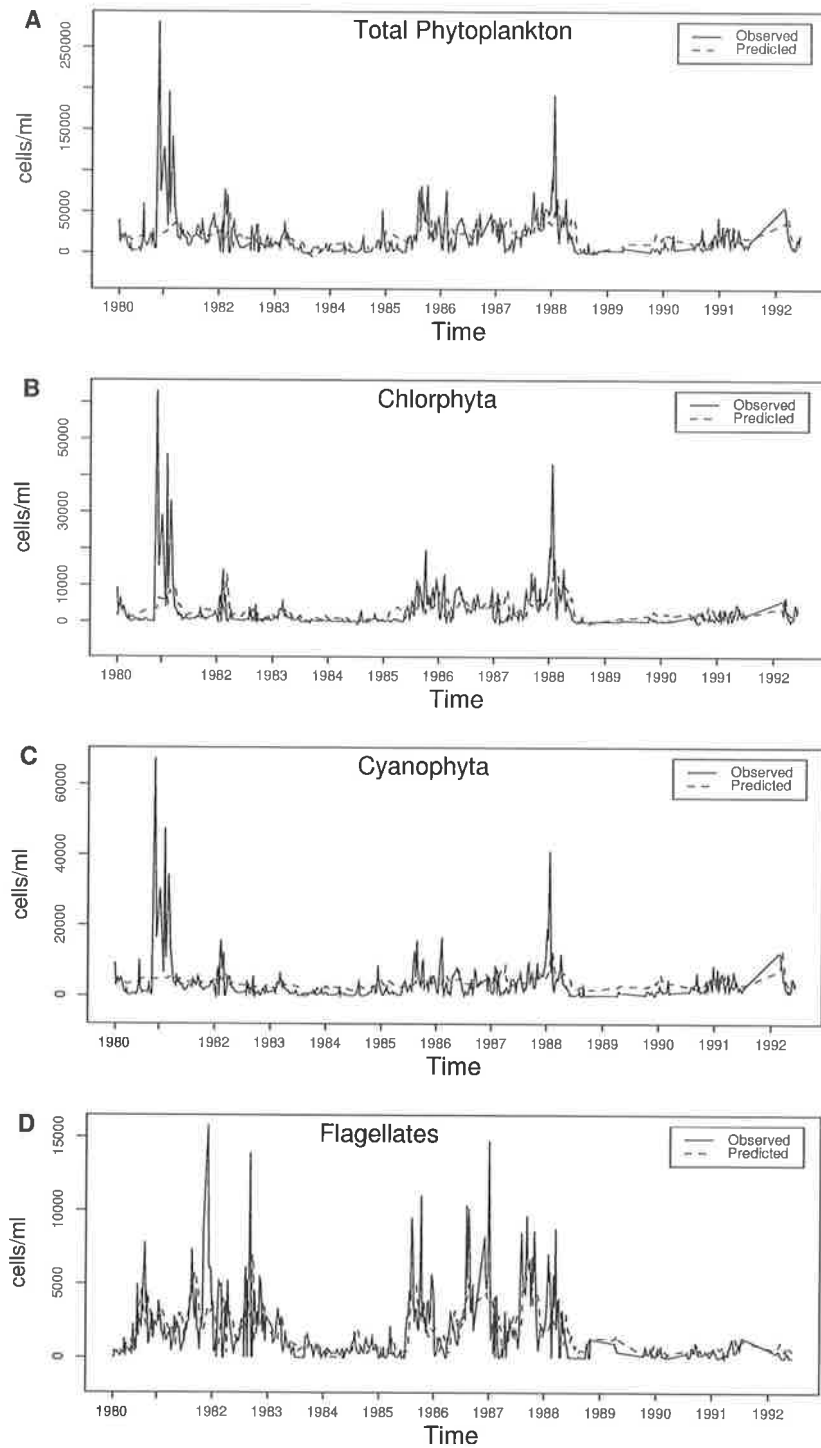 A
Total Phytoplankton
Observed
Predicted
cells/ml
250000
150000
50000
0
1980 1982 1983 1984 1985 1986 1987 1988 1989 1990 1991 1992
Time
B
Chlorphyta
Observed
Predicted
cells/ml
50000
30000
10000
0
1980 1982 1983 1984 1985 1986 1987 1988 1989 1990 1991 1992
Time
C
Cyanophyta
Observed
Predicted
cells/ml
60000
40000
20000
0
1980 1982 1983 1984 1985 1986 1987 1988 1989 1990 1991 1992
Time
D
Flagellates
Observed
Predicted
cells/ml
15000
10000
5000
0
1980 1982 1983 1984 1985 1986 1987 1988 1989 1990 1991 1992
Time